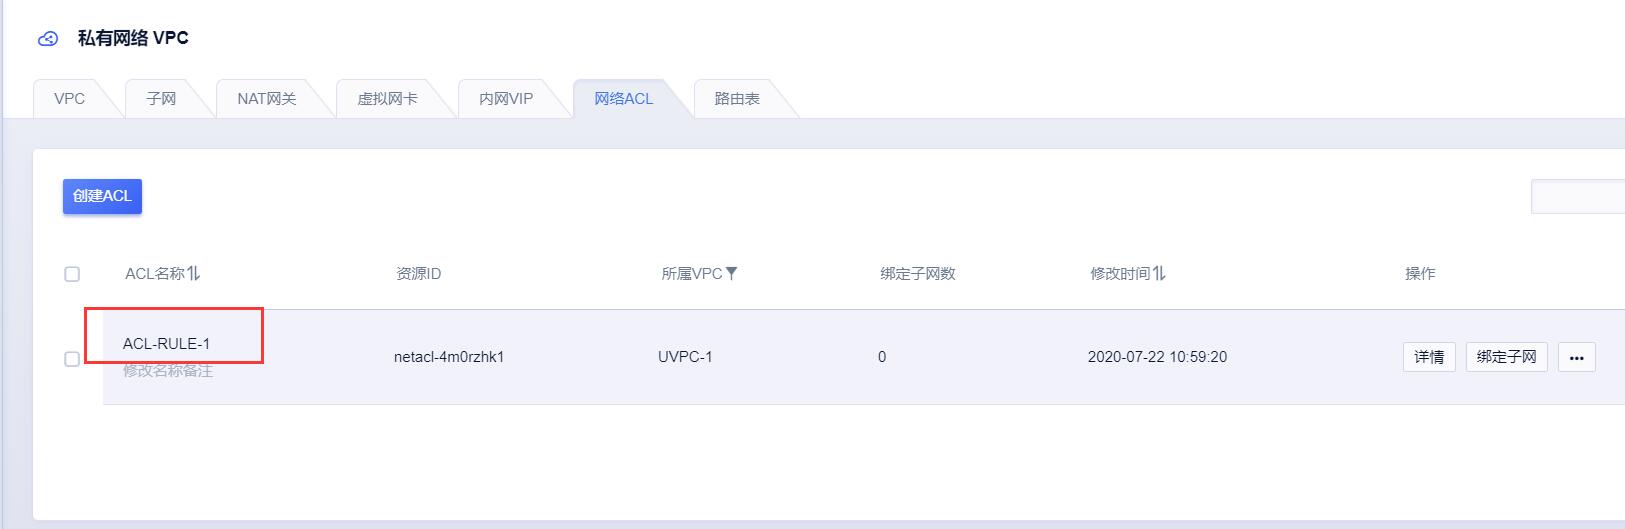 私有网络 VPC
VPC 子网 NAT网关 虚拟网卡 内网VIP 网络ACL 路由表
创建ACL
ACL名称 资源ID 所属VPC 绑定子网数 修改时间 操作
ACL-RULE-1
修改名称备注
netacl-4m0rzhk1 UVPC-1 0 2020-07-22 10:59:20 详情 绑定子网 •••